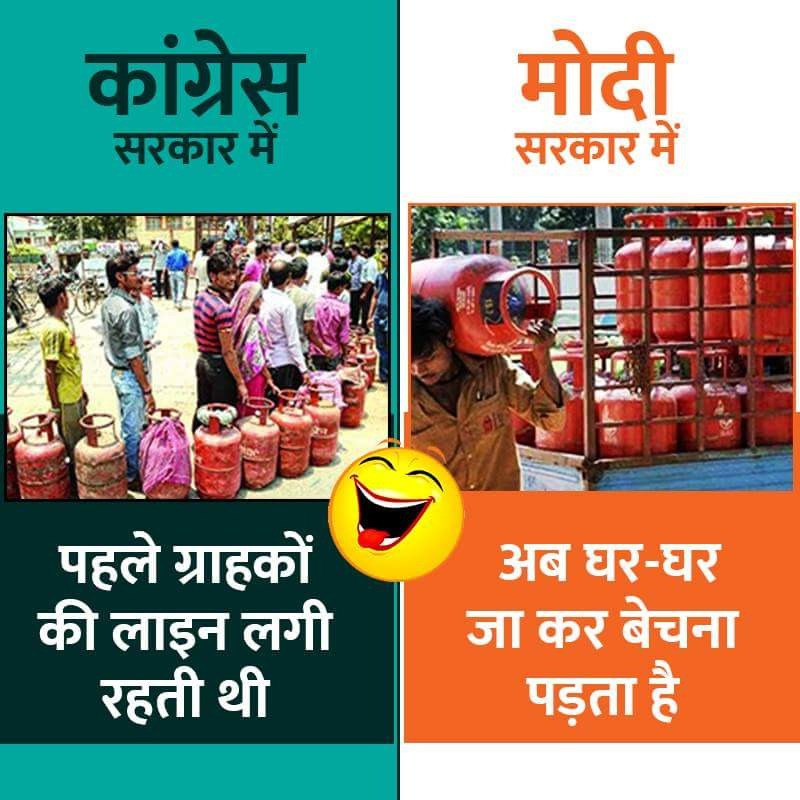 कांग्रेस
सरकार में
पहले ग्राहकों
की लाइन लगी
रहती थी
मोदी
सरकार में
अब घर-घर
जा कर बेचना
पड़ता है